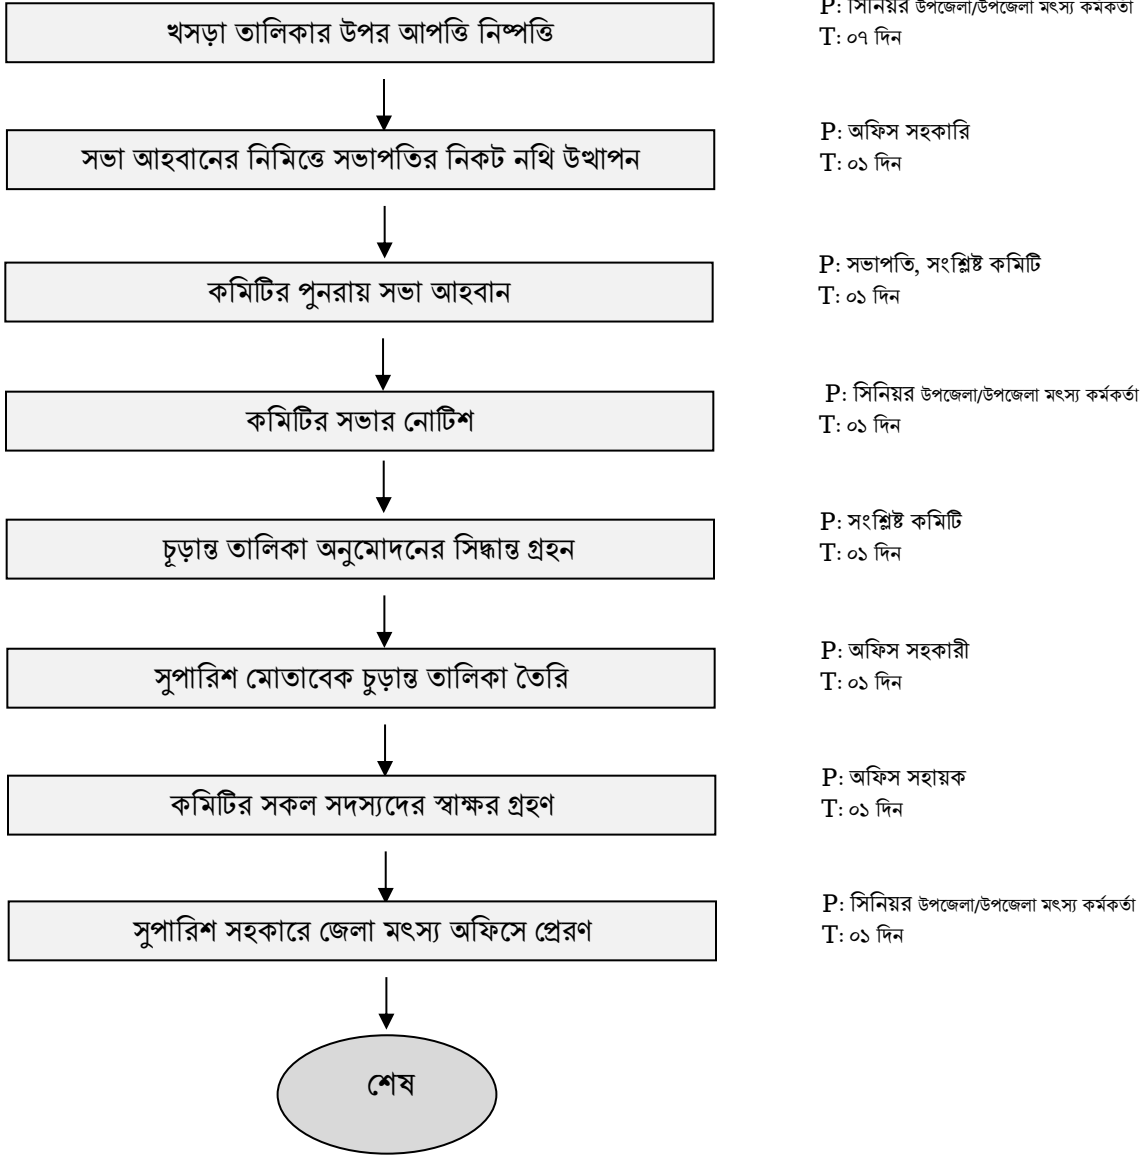 P: সিনিয়র উপজেলা/উপজেলা মৎস্য কর্মকর্তা
খসড়া তালিকার উপর আপত্তি নিষ্পত্তি
T: ০৭ দিন
P: অফিস সহকারি
সভা আহবানের নিমিত্তে সভাপতির নিকট নথি উত্থাপন
T: ০১ দিন
P: সভাপতি, সংশ্লিষ্ট কমিটি
কমিটির পুনরায় সভা আহবান
T: ০১ দিন
P: সিনিয়র উপজেলা/উপজেলা মৎস্য কর্মকর্তা
কমিটির সভার নোটিশ
T: ০১ দিন
P: সংশ্লিষ্ট কমিটি
চূড়ান্ত তালিকা অনুমোদনের সিদ্ধান্ত গ্রহন
T: ০১ দিন
P: অফিস সহকারী
সুপারিশ মোতাবেক চুড়ান্ত তালিকা তৈরি
T: ০১ দিন
P: অফিস সহায়ক
কমিটির সকল সদস্যদের স্বাক্ষর গ্রহণ
T: ০১ দিন
P: সিনিয়র উপজেলা/উপজেলা মৎস্য কর্মকর্তা
সুপারিশ সহকারে জেলা মৎস্য অফিসে প্রেরণ
T: ০১ দিন
শেষ